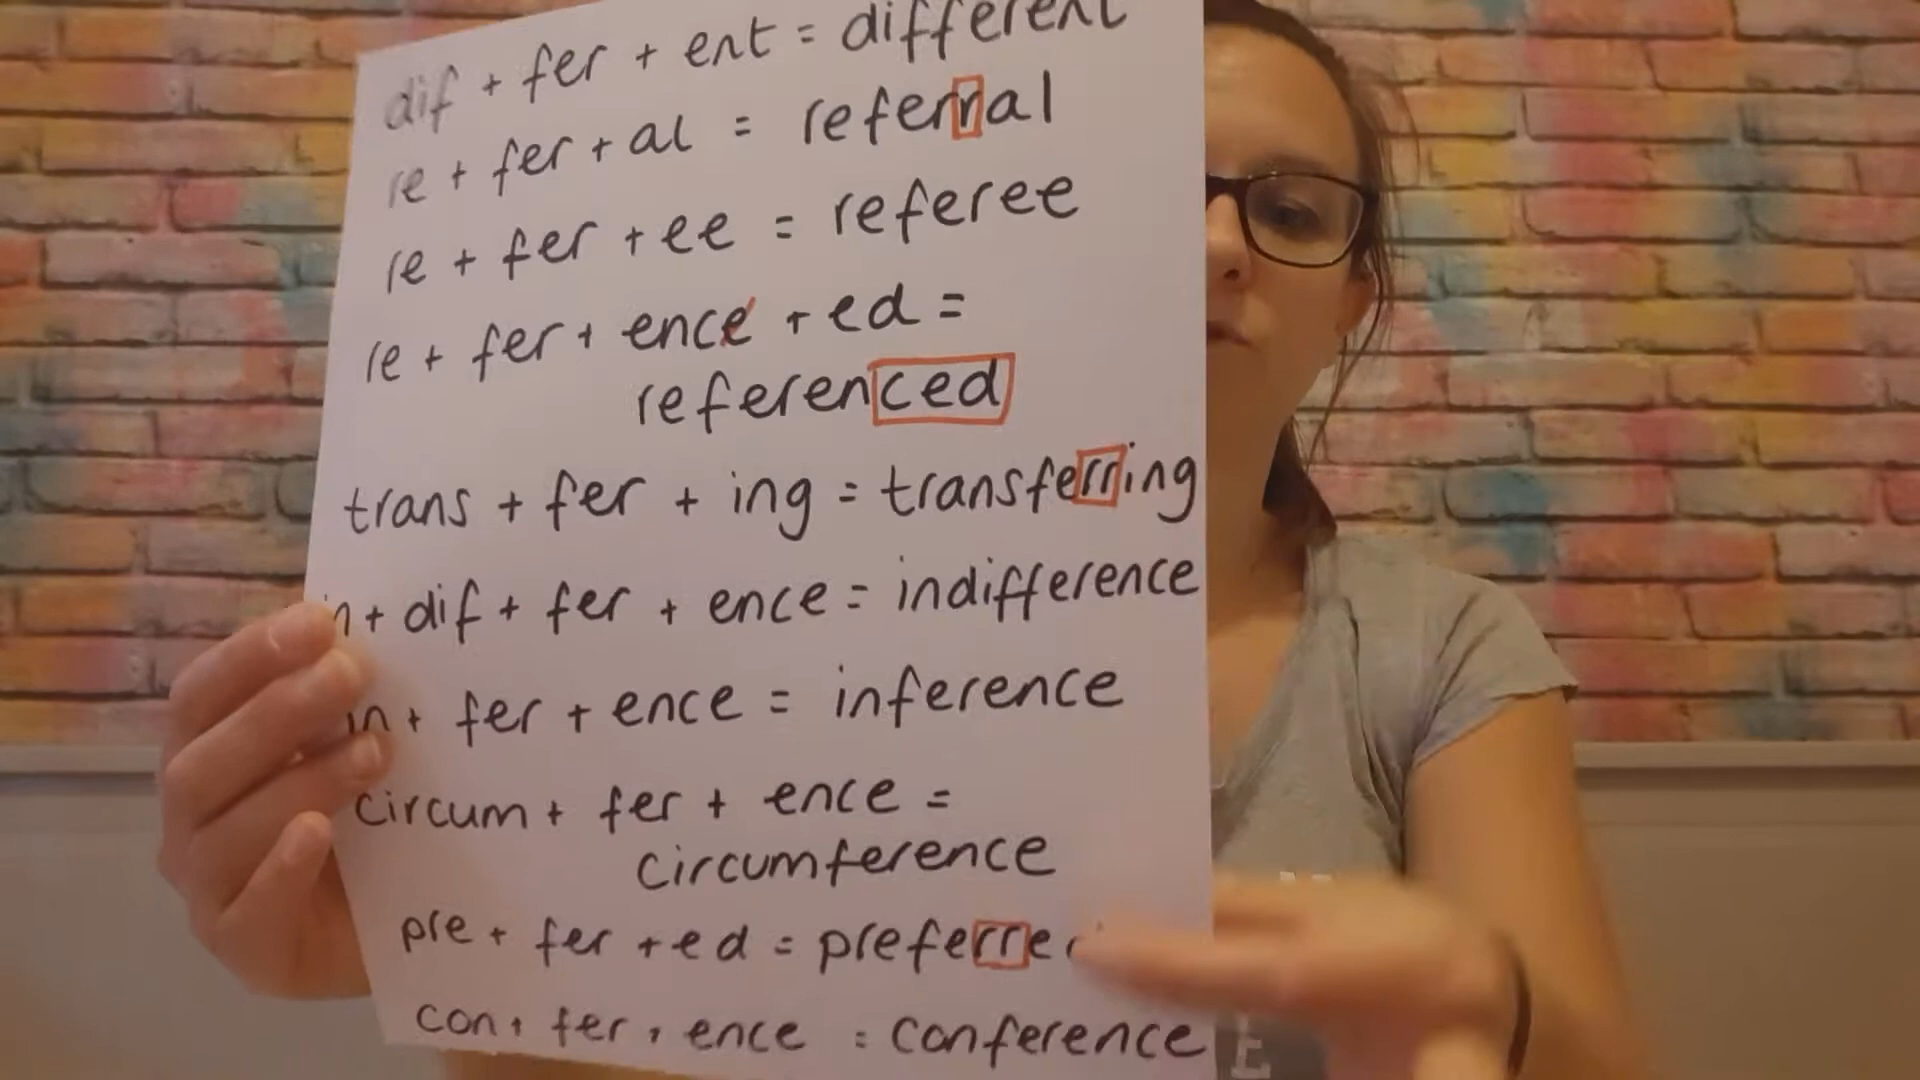 dif + fer + ent = different
re + fer + al = referral
re + fer + ee = referee
re + fer + ence + ed =
referenced
trans + fer + ing = transferring
in + dif + fer + ence = indifference
in + fer + ence = inference
circum + fer + ence =
circumference
pre + fer + ed = preferred
con + fer + ence = conference
E